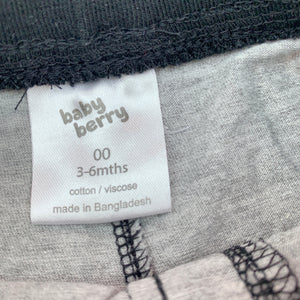 baby
berry
00
3-6mths
cotton / viscose
made in Bangladesh